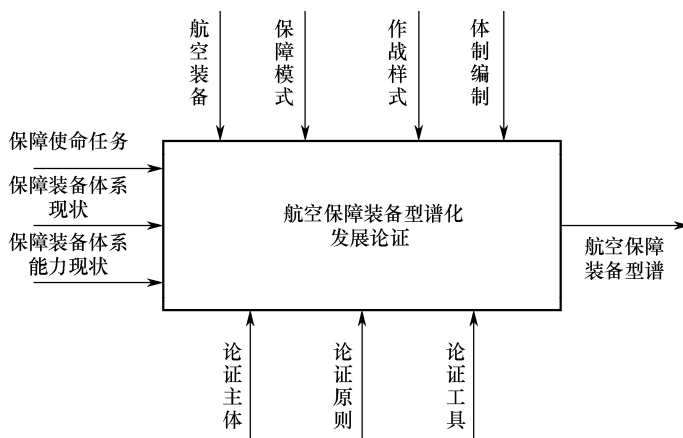 航空装备
保障模式
作战样式
体制编制
保障使命任务
保障装备体系
现状
保障装备体系
能力现状
航空保障装备型谱化
发展论证
航空保障
装备型谱
论证主体
论证原则
论证工具